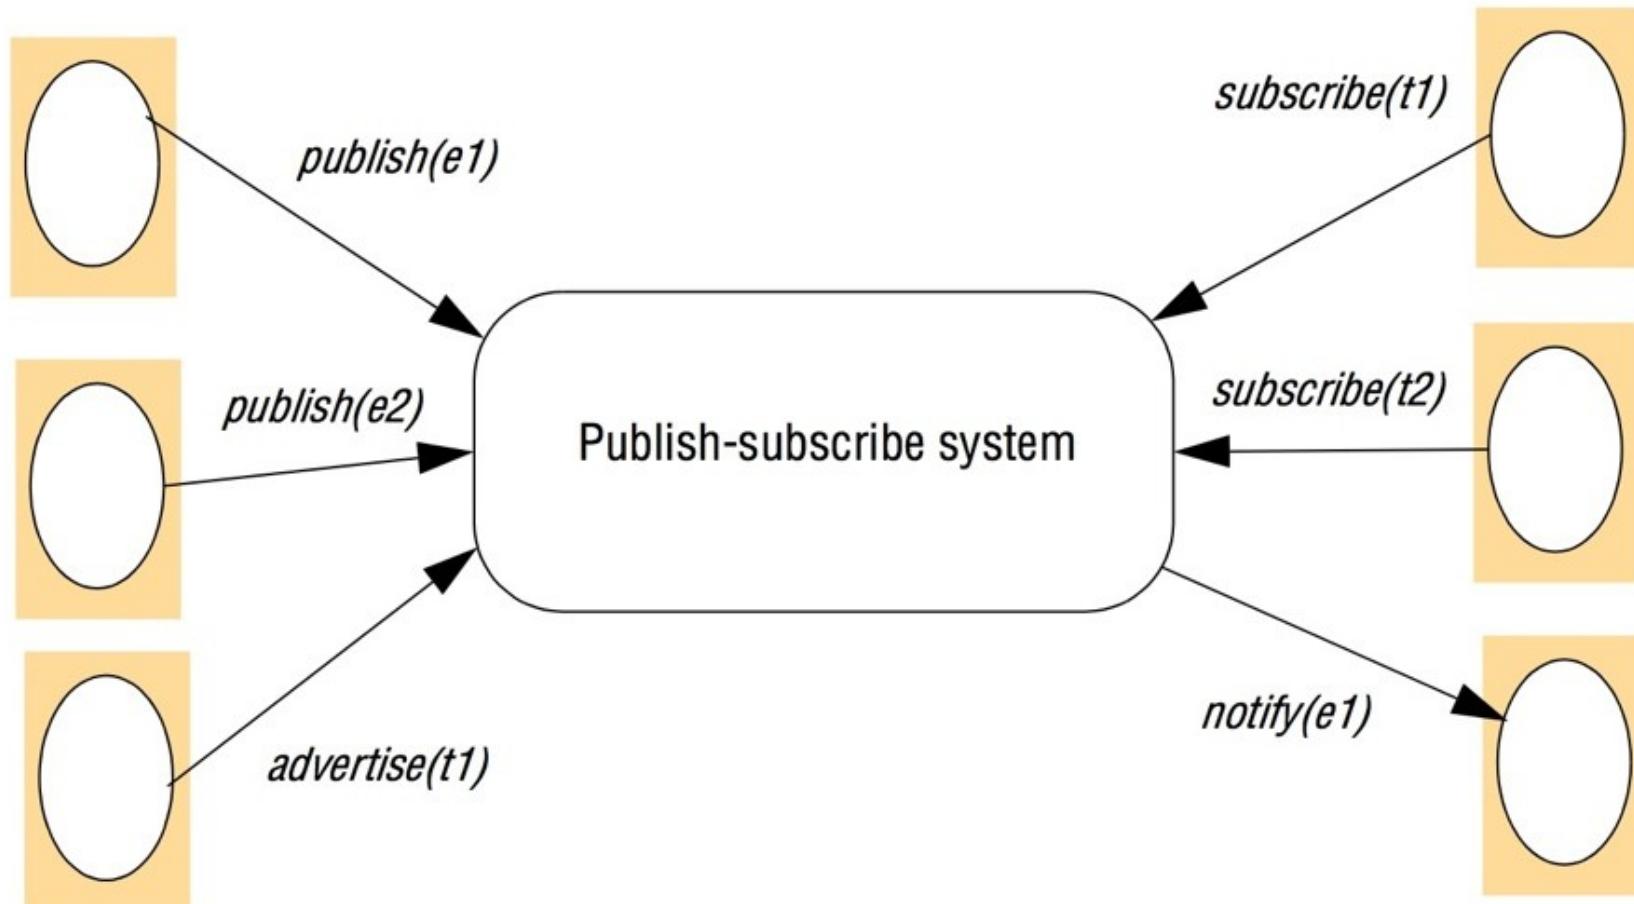 publish(e1)
subscribe(t1)
publish(e2)
subscribe(t2)
Publish-subscribe system
advertise(t1)
notify(e1)